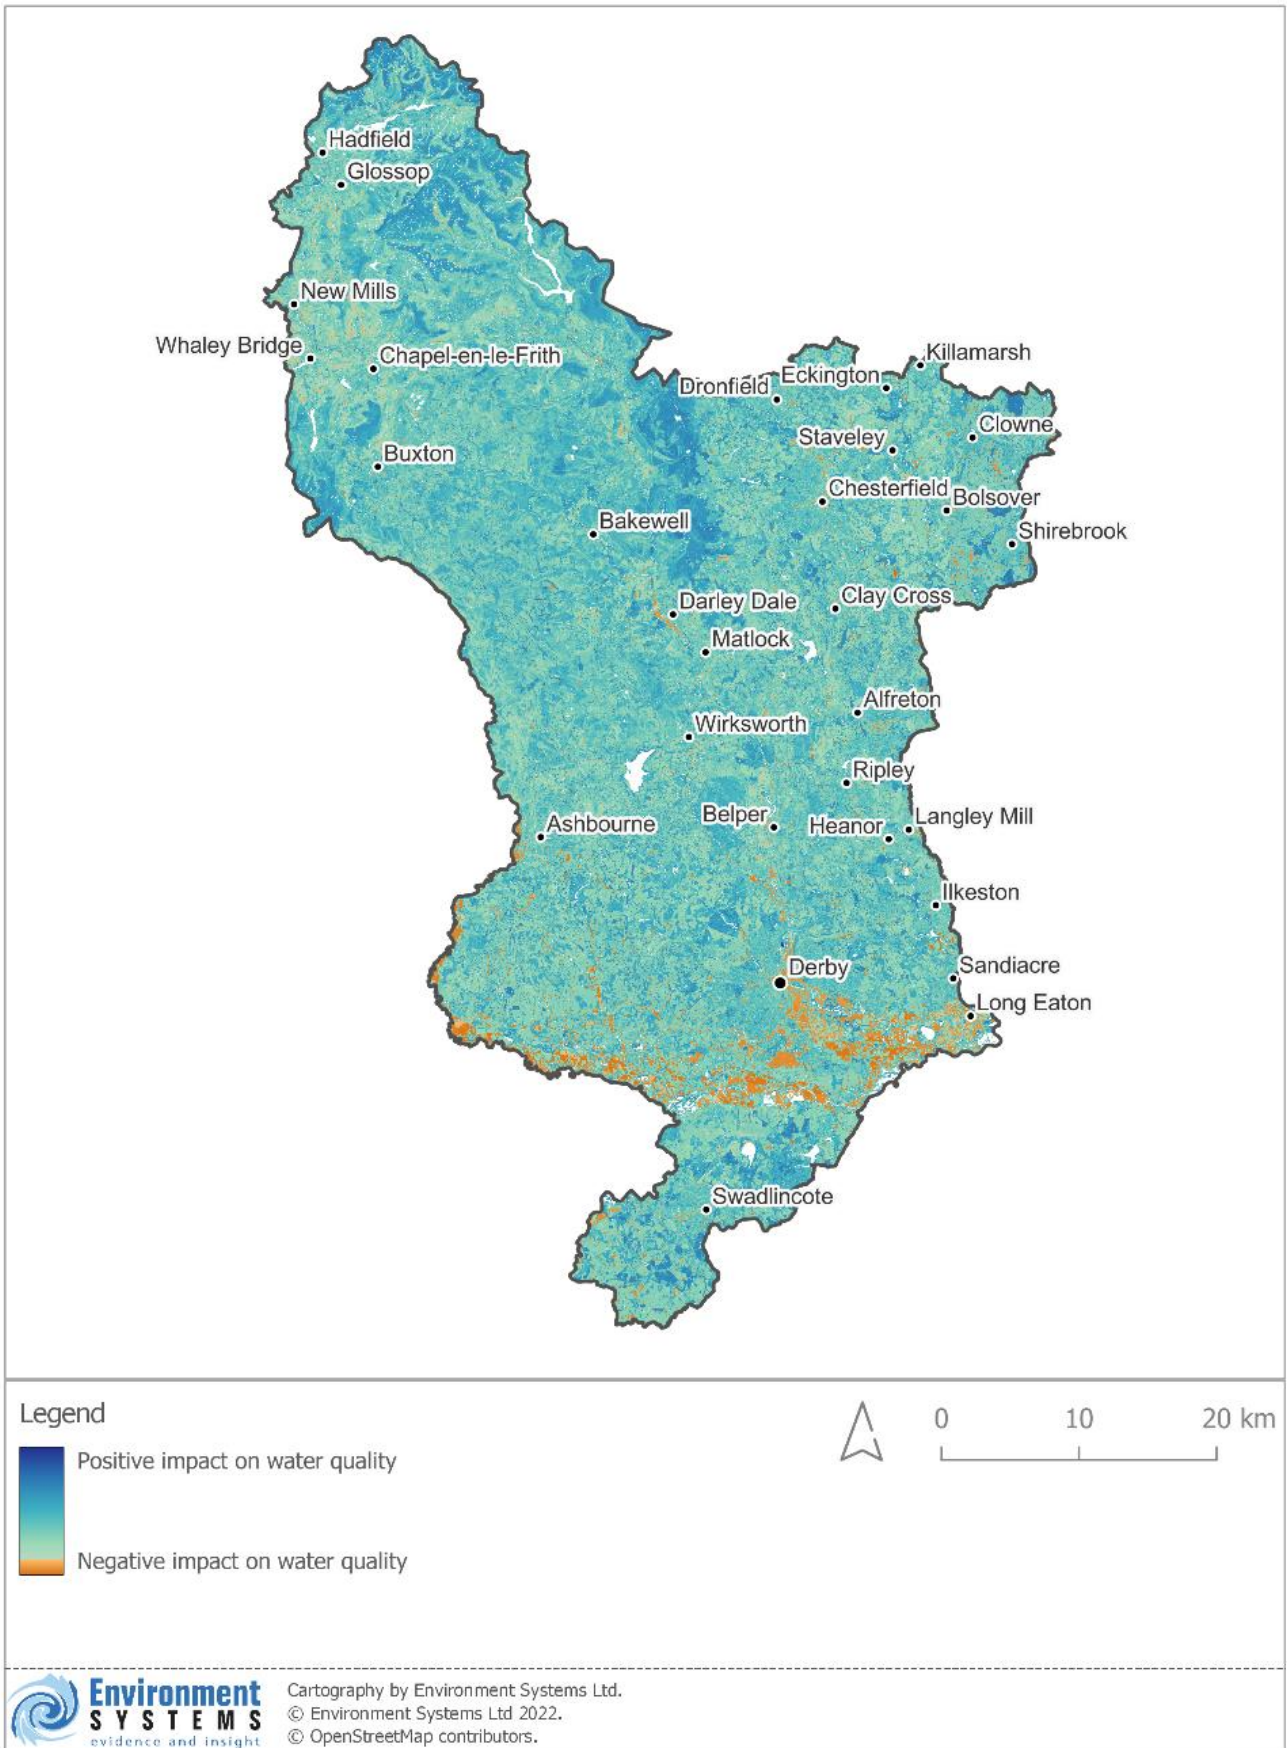 Hadfield
Glossop
New Mills
Whaley Bridge
Chapel-en-le-Frith
Killamarsh
Eckington
Dronfield
Clowne
Staveley
Buxton
Chesterfield
Bolsover
Bakewell
Shirebrook
Darley Dale
Clay Cross
Matlock
Alfreton
Wirksworth
Ripley
Belper
Langley Mill
Ashbourne
Heanor
Ilkeston
Derby
Sandiacre
Long Eaton
Swadlincote
Legend
Positive impact on water quality
Negative impact on water quality
0 10 20 km
Environment
SYSTEMS
evidence and insight
Cartography by Environment Systems Ltd.
© Environment Systems Ltd 2022.
© OpenStreetMap contributors.